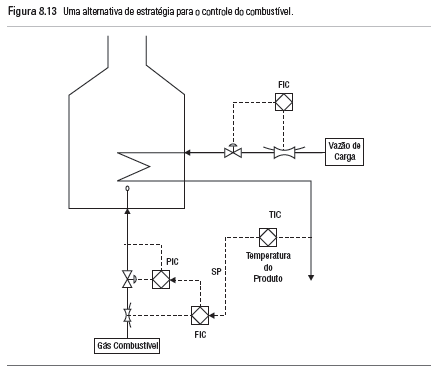 Figura 8.13 Uma alternativa de estratégia para o controle do combustível.
FIC
Vazão de
Carga
TIC
Temperatura
do
Produto
SP
PIC
FIC
Gás Combustível